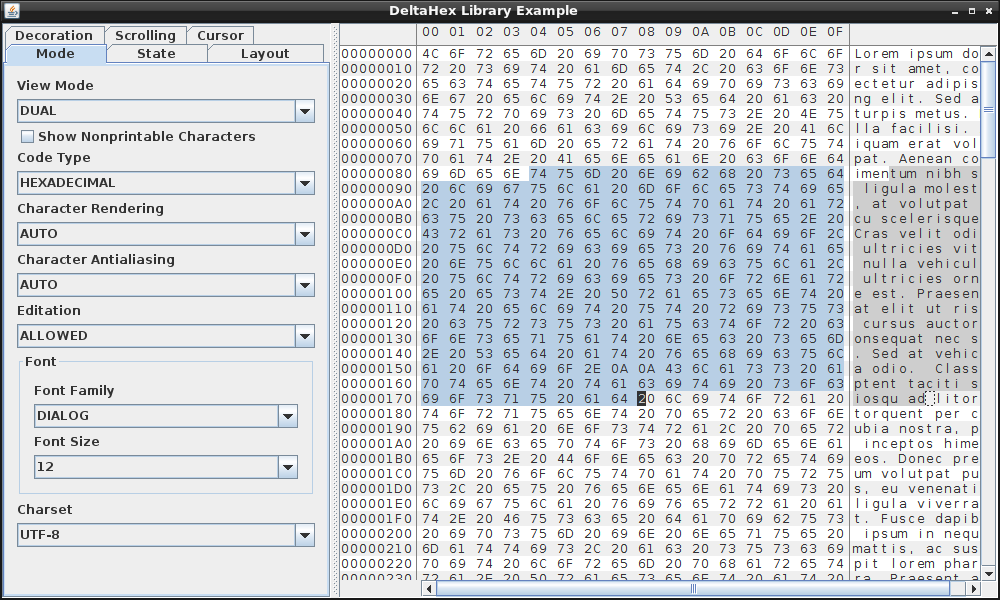 DeltaHex Library Example
Decoration Scrolling Cursor
Mode State Layout
View Mode
DUAL
Show Nonprintable Characters
Code Type
HEXADECIMAL
Character Rendering
AUTO
Character Antialiasing
AUTO
Editation
ALLOWED
Font
Font Family
DIALOG
Font Size
12
Charset
UTF-8
00 01 02 03 04 05 06 07 08 09 0A 0B 0C 0D 0E 0F
00000000 4C 6F 72 65 6D 20 69 70 73 75 6D 20 64 6F 6C 6F Lorem ipsum do
00000010 72 20 73 69 74 20 61 6D 65 74 2C 20 63 6F 6E 73 r sit amet, co
00000020 65 63 74 65 74 75 72 20 61 64 69 70 69 73 63 69 ectetur adipis
00000030 6E 67 20 65 6C 69 74 2E 20 53 65 64 20 61 63 20 ng elit. Sed a
00000040 74 75 72 70 69 73 20 6D 65 74 75 73 2E 20 4E 75 turpis metus.
00000050 6C 6C 61 20 66 61 63 69 6C 69 73 69 2E 20 41 6C lla facilisi.
00000060 69 71 75 61 6D 20 65 72 61 74 20 76 6F 6C 75 74 iquam erat vol
00000070 70 61 74 2E 20 41 65 6E 65 61 6E 20 63 6F 6E 64 pat. Aenean co
00000080 69 6D 65 6E 74 75 6D 20 6E 69 62 68 20 73 65 64 imentum nibh s
00000090 20 6C 69 67 75 6C 61 20 6D 6F 6C 65 73 74 69 65 ligula molest
000000A0 2C 20 61 74 20 76 6F 6C 75 74 70 61 74 20 61 72 , at volutpat
000000B0 63 75 20 73 63 65 6C 65 72 69 73 71 75 65 2E 20 cu scelerisque
000000C0 43 72 61 73 20 76 65 6C 69 74 20 6F 64 69 6F 2C Cras velit odi
000000D0 20 75 6C 74 72 69 63 69 65 73 20 76 69 74 61 65 ultricies vit
000000E0 20 6E 75 6C 6C 61 20 76 65 68 69 63 75 6C 61 2C nulla vehicul
000000F0 20 75 6C 74 72 69 63 69 65 73 20 6F 72 6E 61 72 ultricies orn
00000100 65 20 65 73 74 2E 20 50 72 61 65 73 65 6E 74 20 e est. Praesen
00000110 61 74 20 65 6C 69 74 20 75 74 20 72 69 73 75 73 at elit ut ris
00000120 20 63 75 72 73 75 73 20 61 75 63 74 6F 72 20 63 cursus auctor
00000130 6F 6E 73 65 71 75 61 74 20 6E 65 63 20 73 65 6D onsequat nec s
00000140 2E 20 53 65 64 20 61 74 20 76 65 68 69 63 75 6C . Sed at vehic
00000150 61 20 6F 64 69 6F 2E 0A 0A 43 6C 61 73 73 20 61 a odio. Class
00000160 70 74 65 6E 74 20 74 61 63 69 74 69 20 73 6F 63 ptent taciti s
00000170 69 6F 73 71 75 20 61 64 20 6C 69 74 6F 72 61 20 iosqu ad litor
00000180 74 6F 72 71 75 65 6E 74 20 70 65 72 20 63 6F 6E torquent per c
00000190 75 62 69 61 20 6E 6F 73 74 72 61 2C 20 70 65 72 ubia nostra, p
000001A0 20 69 6E 63 65 70 74 6F 73 20 68 69 6D 65 6E 61 inceptos hime
000001B0 65 6F 73 2E 20 44 6F 6E 65 63 20 70 72 65 74 69 eos. Donec pre
000001C0 75 6D 20 76 6F 6C 75 74 70 61 74 20 70 75 72 75 um volutpat pu
000001D0 73 2C 20 65 75 20 76 65 6E 65 6E 61 74 69 73 20 s, eu venenati
000001E0 6C 69 67 75 6C 61 20 76 69 76 65 72 72 61 20 61 ligula viverra
000001F0 74 2E 20 46 75 73 63 65 20 64 61 70 69 62 75 73 t. Fusce dapib
00000200 20 69 70 73 75 6D 20 69 6E 20 6E 65 71 75 65 20 ipsum in nequ
00000210 6D 61 74 74 69 73 2C 20 61 63 20 73 75 73 63 69 mattis, ac sus
00000220 70 69 74 20 6C 6F 72 65 6D 20 70 68 61 72 65 74 pit lorem phar
00000230 72 61 2E 20 50 72 61 65 73 65 6E 74 20 61 74 20 ra. Praesent a